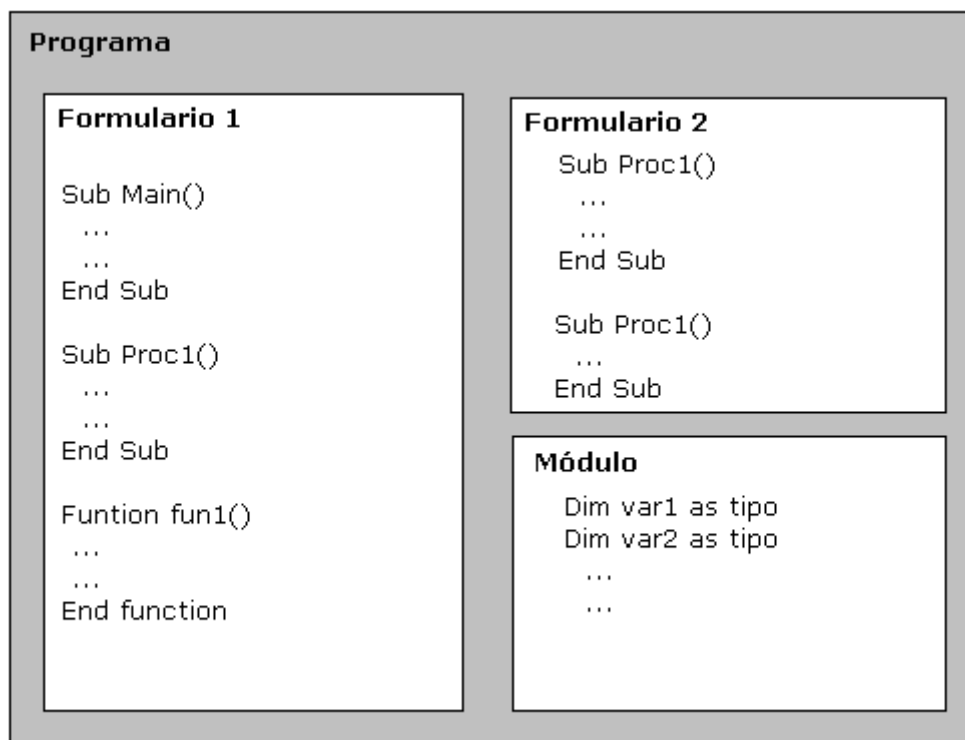 Programa
Formulario 1
Sub Main()
...
...
End Sub
Sub Proc1()
...
...
End Sub
Funtion fun1()
...
...
End function
Formulario 2
Sub Proc1()
...
...
End Sub
Sub Proc1()
...
End Sub
Módulo
Dim var1 as tipo
Dim var2 as tipo
...
...